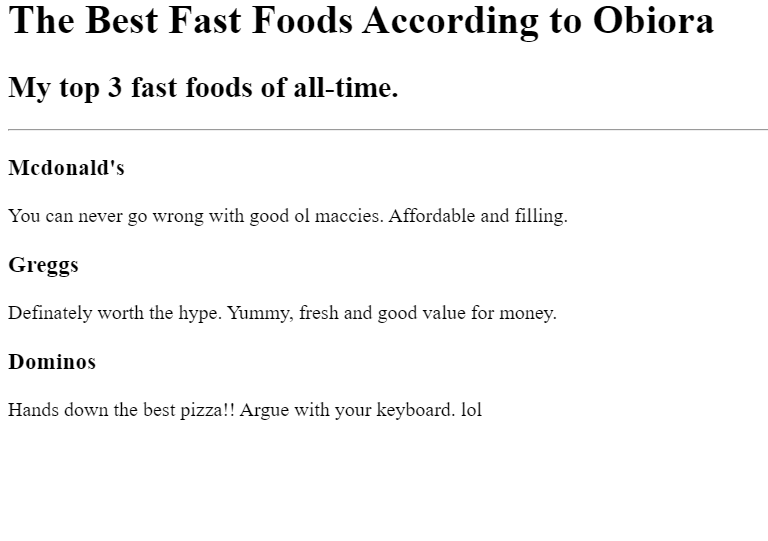 The Best Fast Foods According to Obiora
My top 3 fast foods of all-time.
Mcdonald's
You can never go wrong with good ol maccies. Affordable and filling.
Greggs
Definately worth the hype. Yummy, fresh and good value for money.
Dominos
Hands down the best pizza!! Argue with your keyboard. lol